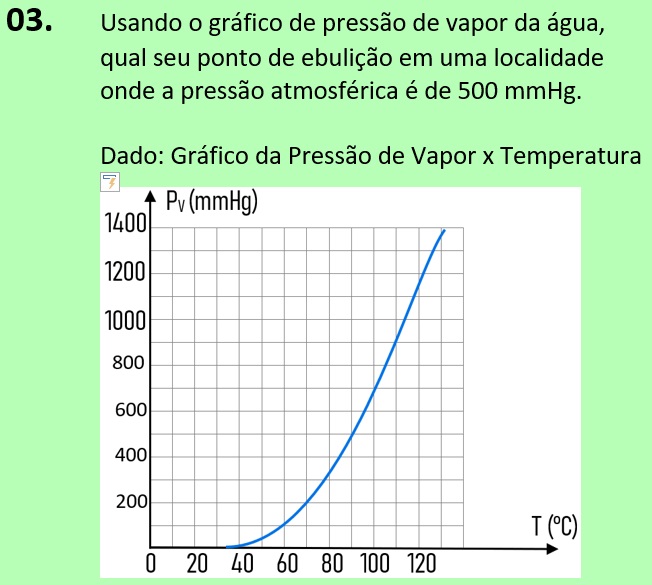 03. Usando o gráfico de pressão de vapor da água,
qual seu ponto de ebulição em uma localidade
onde a pressão atmosférica é de 500 mmHg.
Dado: Gráfico da Pressão de Vapor x Temperatura
Pv (mmHg)
1400
1200
1000
800
600
400
200
T (ºC)
0 20 40 60 80 100 120